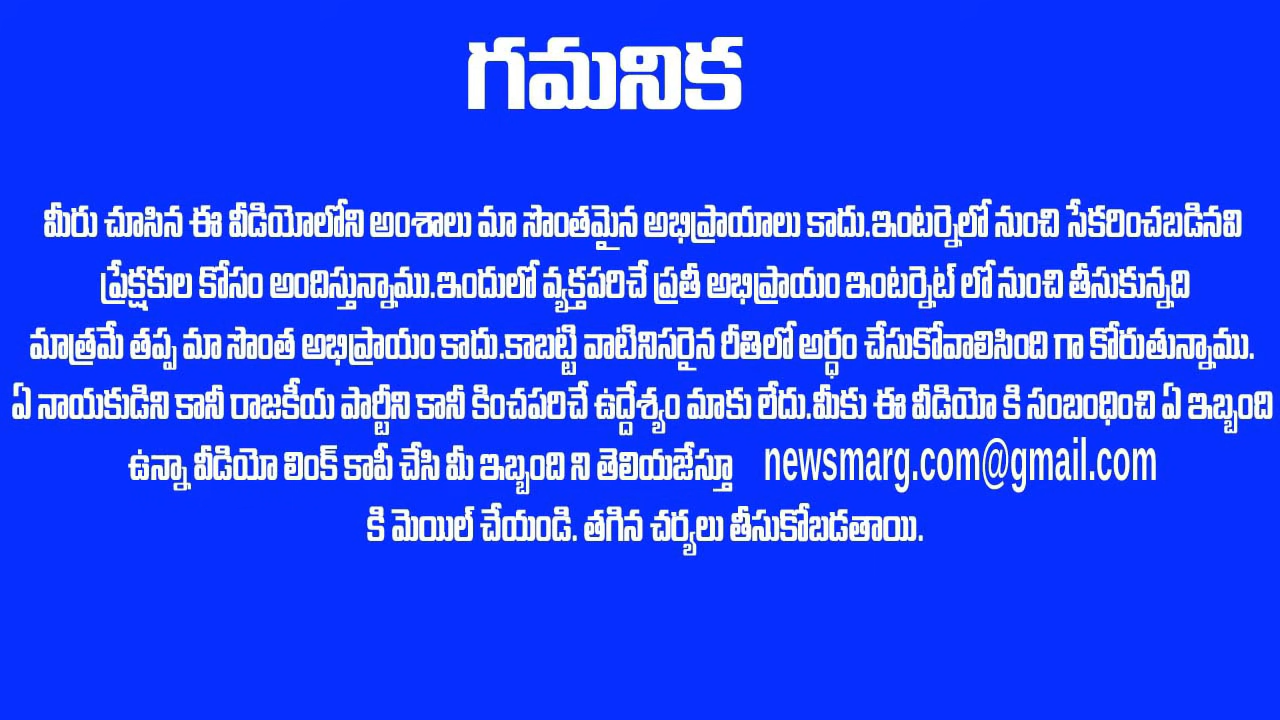 గమనిక
మీరు చూసిన ఈ వీడియోలోని అంశాలు మా సొంతమైన అభిప్రాయాలు కాదు.ఇంటర్నెలో నుంచి సేకరించబడినవి
ప్రేక్షకుల కోసం అందిస్తున్నాము.ఇందులో వ్యక్తపరిచే ప్రతీ అభిప్రాయం ఇంటర్నెట్ లో నుంచి తీసుకున్నది
మాత్రమే తప్ప మా సొంత అభిప్రాయం కాదు.కాబట్టి వాటినిసరైన రీతిలో అర్ధం చేసుకోవాలిసింది గా కోరుతున్నాము.
ఏ నాయకుడిని కానీ రాజకీయ పార్టీని కానీ కించపరిచే ఉద్దేశ్యం మాకు లేదు.మీకు ఈ వీడియో కి సంబంధించి ఏ ఇబ్బంది
ఉన్నా వీడియో లింక్ కాపీ చేసి మీ ఇబ్బంది ని తెలియజేస్తూ newsmarg.com@gmail.com
కి మెయిల్ చేయండి. తగిన చర్యలు తీసుకోబడతాయి.